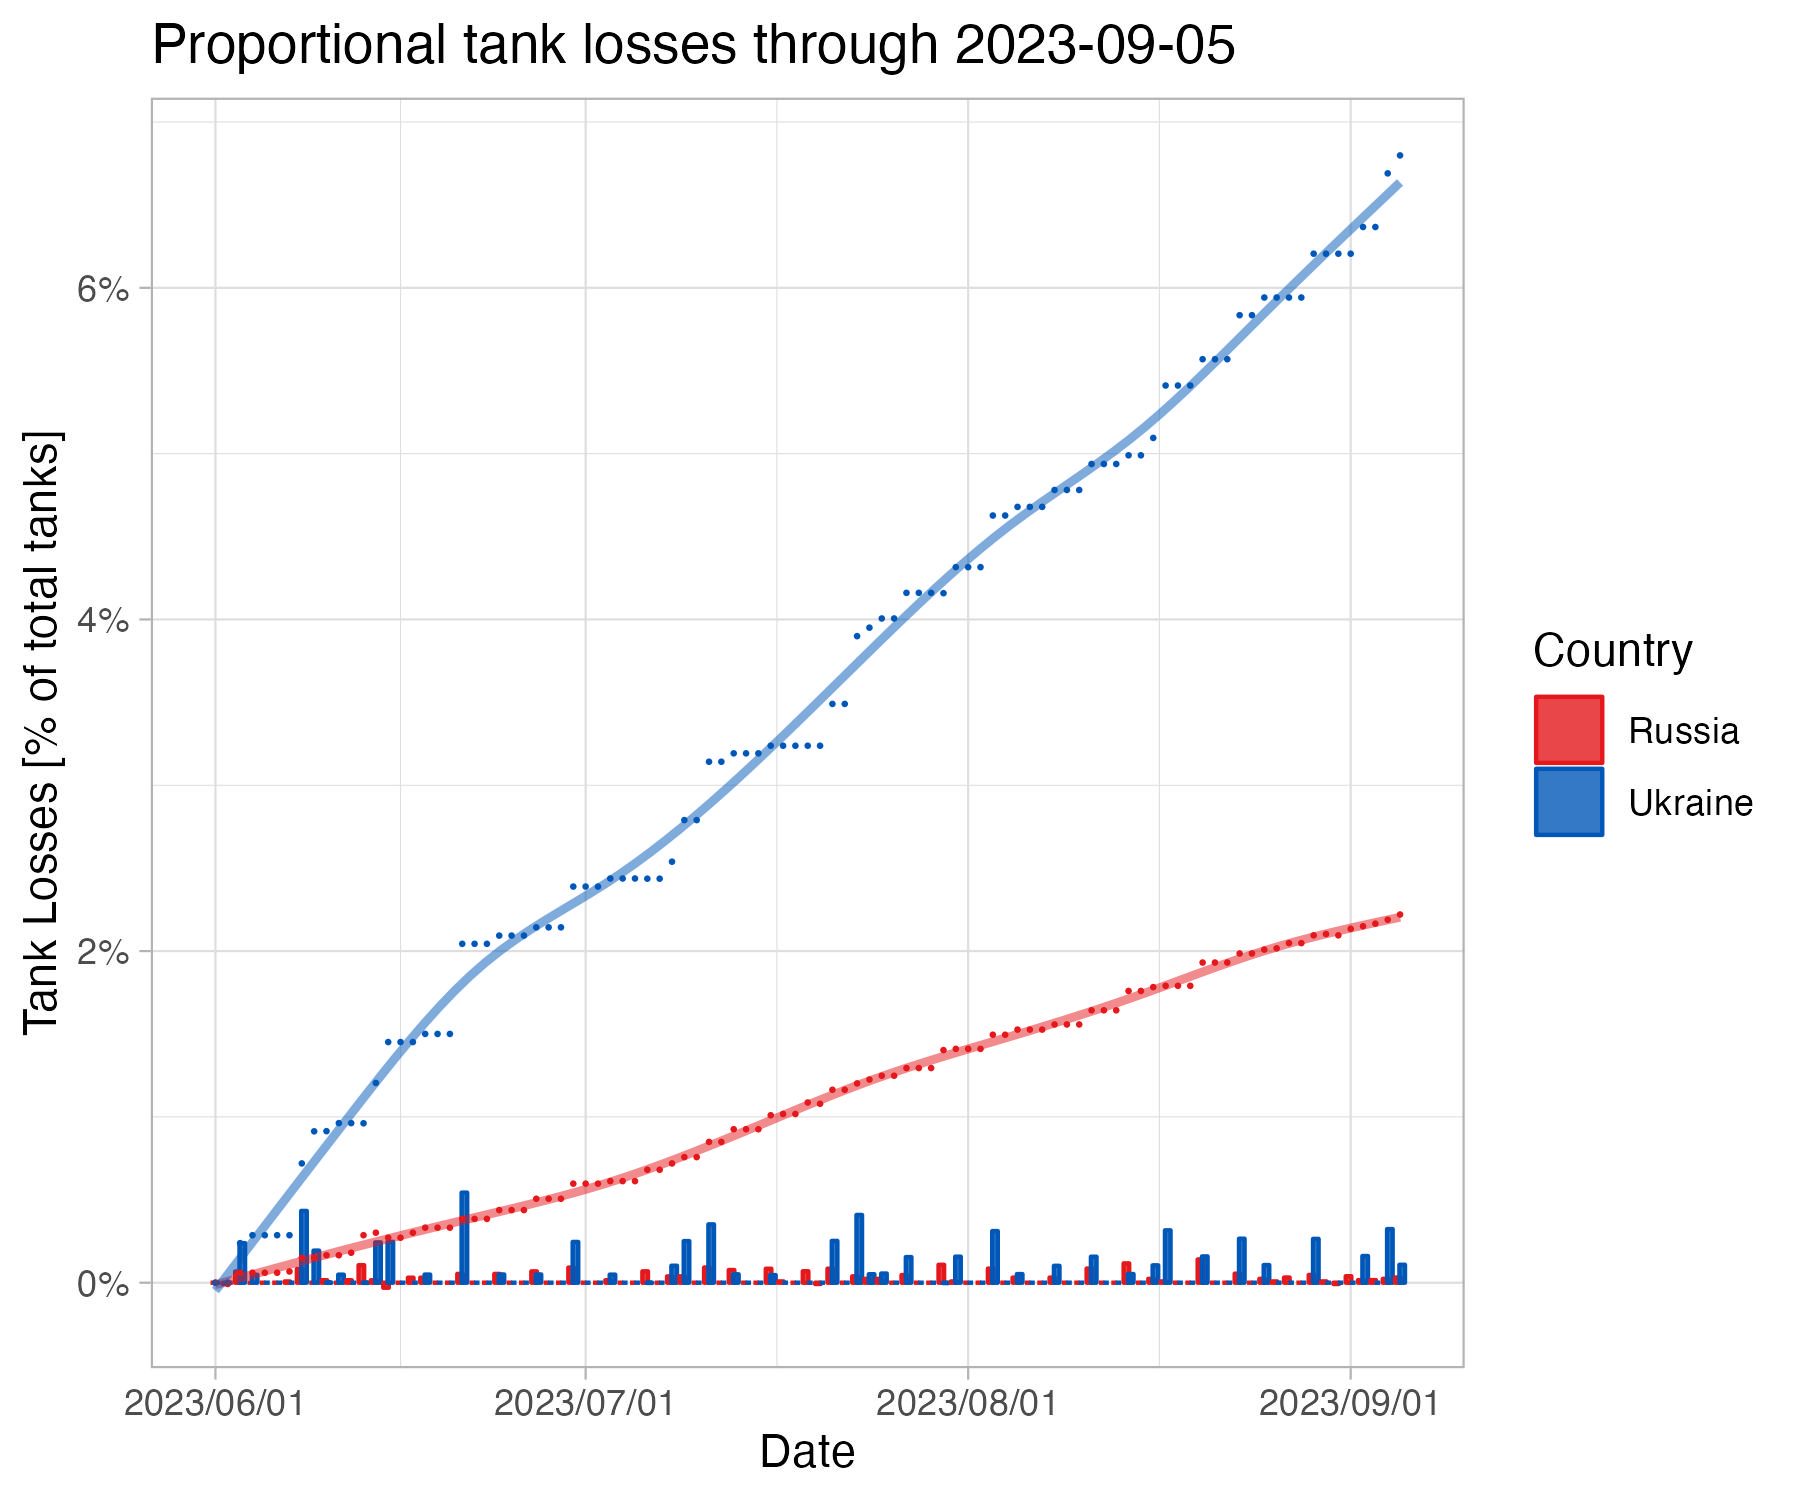 Proportional tank losses through 2023-09-05
Tank Losses [% of total tanks]
6%
4%
2%
0%
2023/06/01
2023/07/01
2023/08/01
2023/09/01
Date
Country
Russia
Ukraine